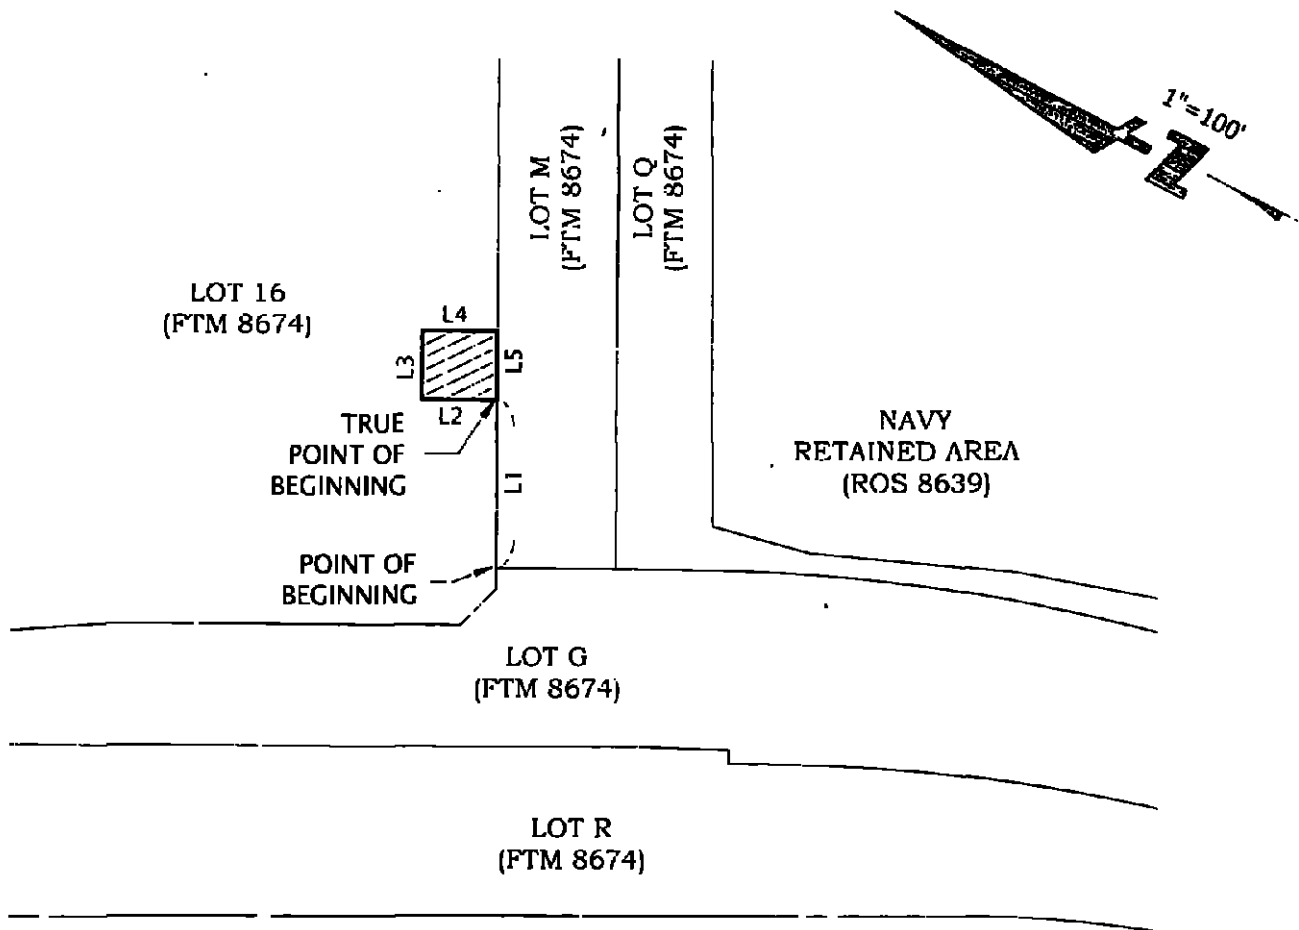 1"=100'
N
LOT M
(FTM 8674)
LOT Q
(FTM 8674)
LOT 16
(FTM 8674)
L4
L3
L5
L2
TRUE
POINT OF
BEGINNING
L1
NAVY
RETAINED AREA
(ROS 8639)
POINT OF
BEGINNING
LOT G
(FTM 8674)
LOT R
(FTM 8674)